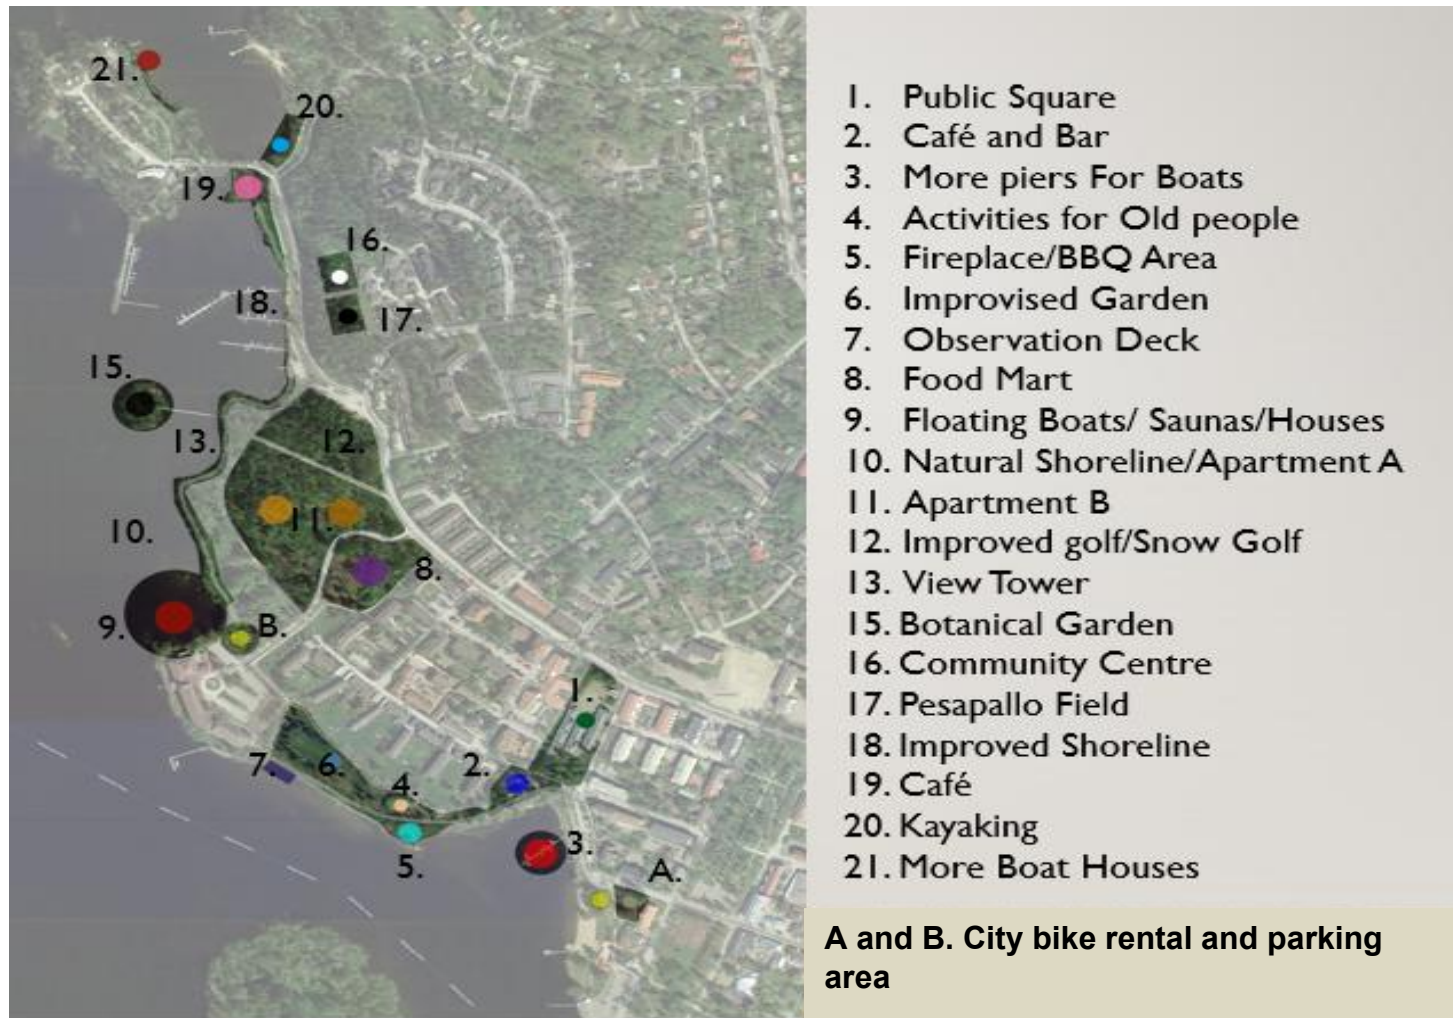 21.
20.
19.
16.
18.
17.
15.
13.
12.
10.
11.
8.
9.
B.
1.
7.
6.
2.
4.
3.
5.
A.
1. Public Square
2. Café and Bar
3. More piers For Boats
4. Activities for Old people
5. Fireplace/BBQ Area
6. Improvised Garden
7. Observation Deck
8. Food Mart
9. Floating Boats/ Saunas/Houses
10. Natural Shoreline/Apartment A
11. Apartment B
12. Improved golf/Snow Golf
13. View Tower
15. Botanical Garden
16. Community Centre
17. Pesapallo Field
18. Improved Shoreline
19. Café
20. Kayaking
21. More Boat Houses
A and B. City bike rental and parking
area